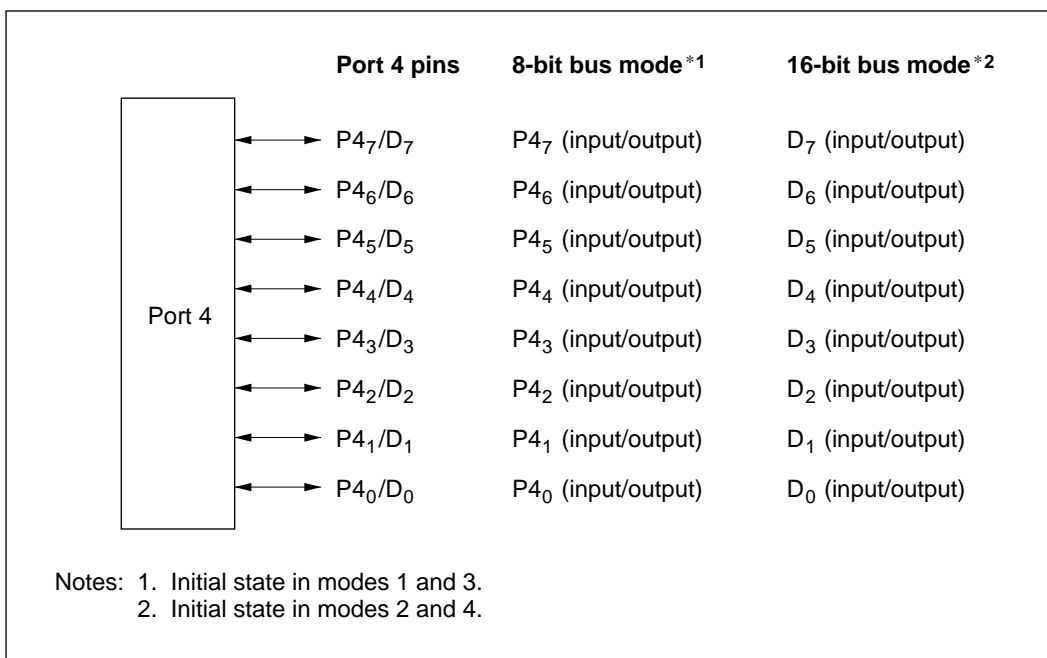 Port 4 pins 8-bit bus mode*1 16-bit bus mode*2
P4₇/D₇ P4₇ (input/output) D₇ (input/output)
P4₆/D₆ P4₆ (input/output) D₆ (input/output)
P4₅/D₅ P4₅ (input/output) D₅ (input/output)
P4₄/D₄ P4₄ (input/output) D₄ (input/output)
Port 4
P4₃/D₃ P4₃ (input/output) D₃ (input/output)
P4₂/D₂ P4₂ (input/output) D₂ (input/output)
P4₁/D₁ P4₁ (input/output) D₁ (input/output)
P4₀/D₀ P4₀ (input/output) D₀ (input/output)
Notes: 1. Initial state in modes 1 and 3.
2. Initial state in modes 2 and 4.